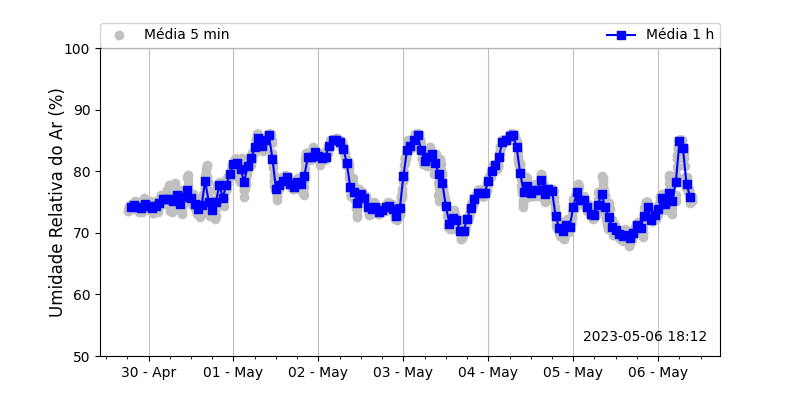 Média 5 min
Média 1 h
100
90
80
70
60
50
Umidade Relativa do Ar (%)
2023-05-06 18:12
30 - Apr
01 - May
02 - May
03 - May
04 - May
05 - May
06 - May